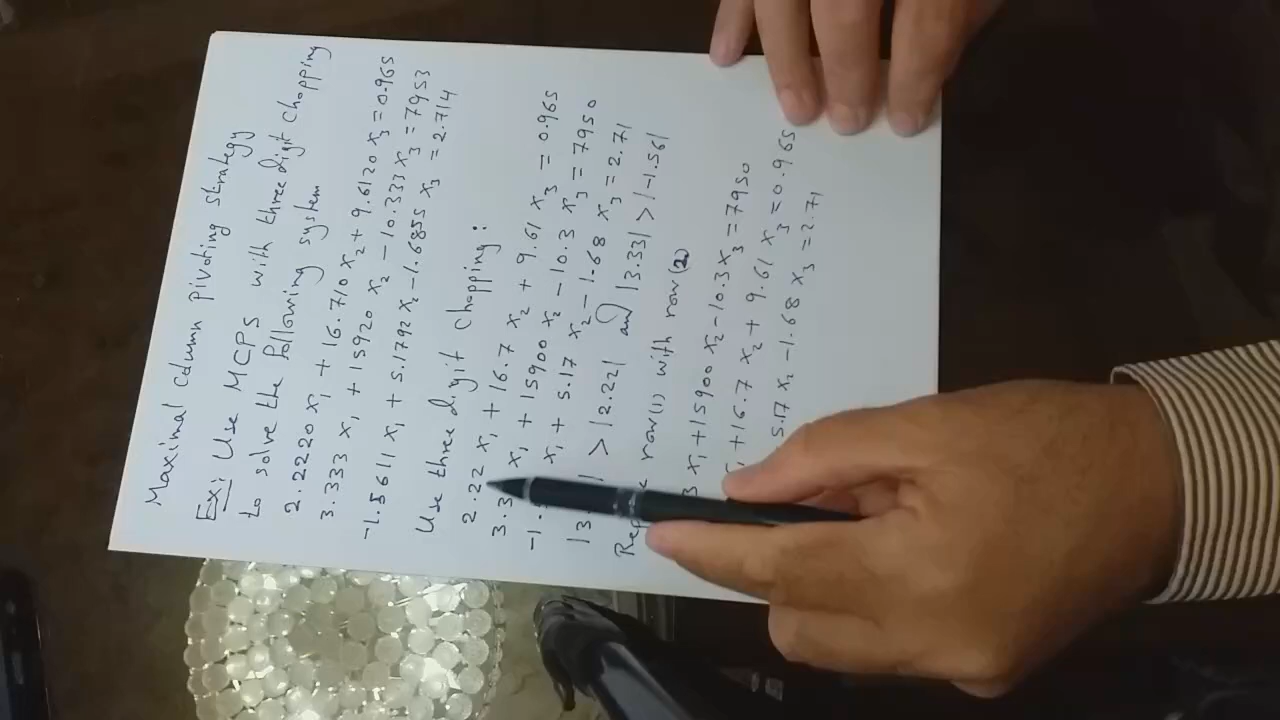 Maximal column pivoting strategy
Ex: Use MCPS with three digit chopping
to solve the following system
2.2220 x₁ + 16.710 x₂ + 9.6120 x₃ = 0.965
3.333 x₁ + 15920 x₂ - 10.333 x₃ = 7953
-1.5611 x₁ + 5.1792 x₂ - 1.6855 x₃ = 2.714
Use three digit chopping:
2.22 x₁ + 16.7 x₂ + 9.61 x₃ = 0.965
3.3 x₁ + 15900 x₂ - 10.3 x₃ = 7950
-1. x₁ + 5.17 x₂ - 1.68 x₃ = 2.71
|3. | > |2.22| and |3.33| > |-1.56|
row(1) with row(2)
3 x₁ + 15900 x₂ - 10.3 x₃ = 7950
+ 16.7 x₂ + 9.61 x₃ = 0.965
5.17 x₂ - 1.68 x₃ = 2.71